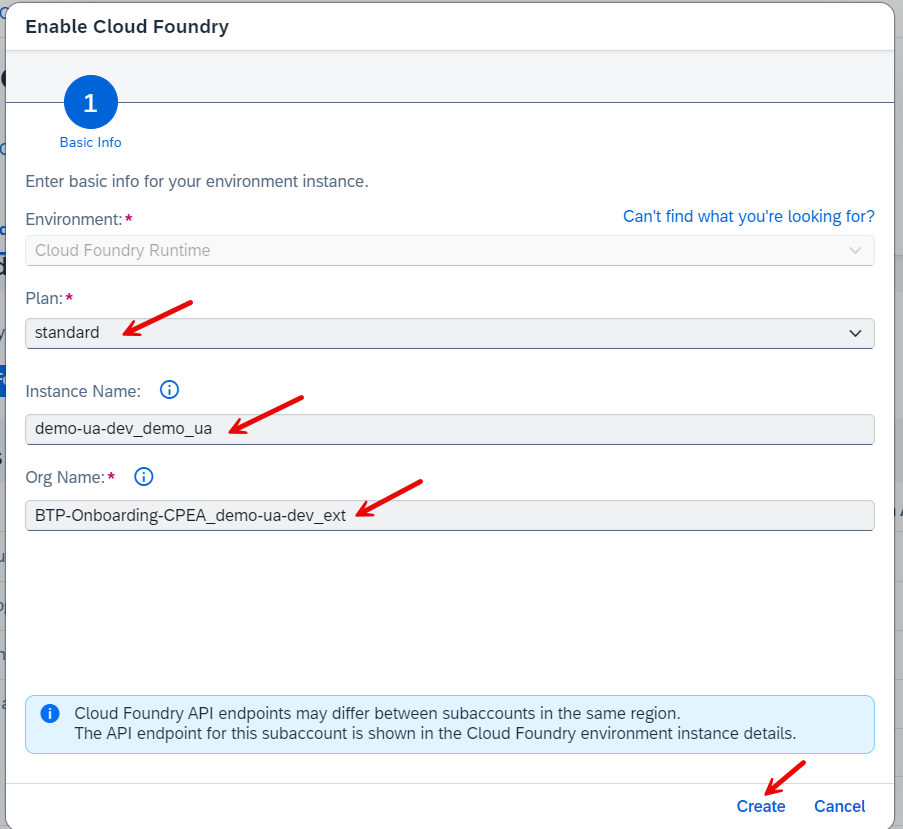 Enable Cloud Foundry
1
Basic Info
Enter basic info for your environment instance.
Environment:*
Can't find what you're looking for?
Cloud Foundry Runtime
Plan:*
standard
Instance Name:
demo-ua-dev_demo_ua
Org Name:*
BTP-Onboarding-CPEA_demo-ua-dev_ext
Cloud Foundry API endpoints may differ between subaccounts in the same region.
The API endpoint for this subaccount is shown in the Cloud Foundry environment instance details.
Create
Cancel